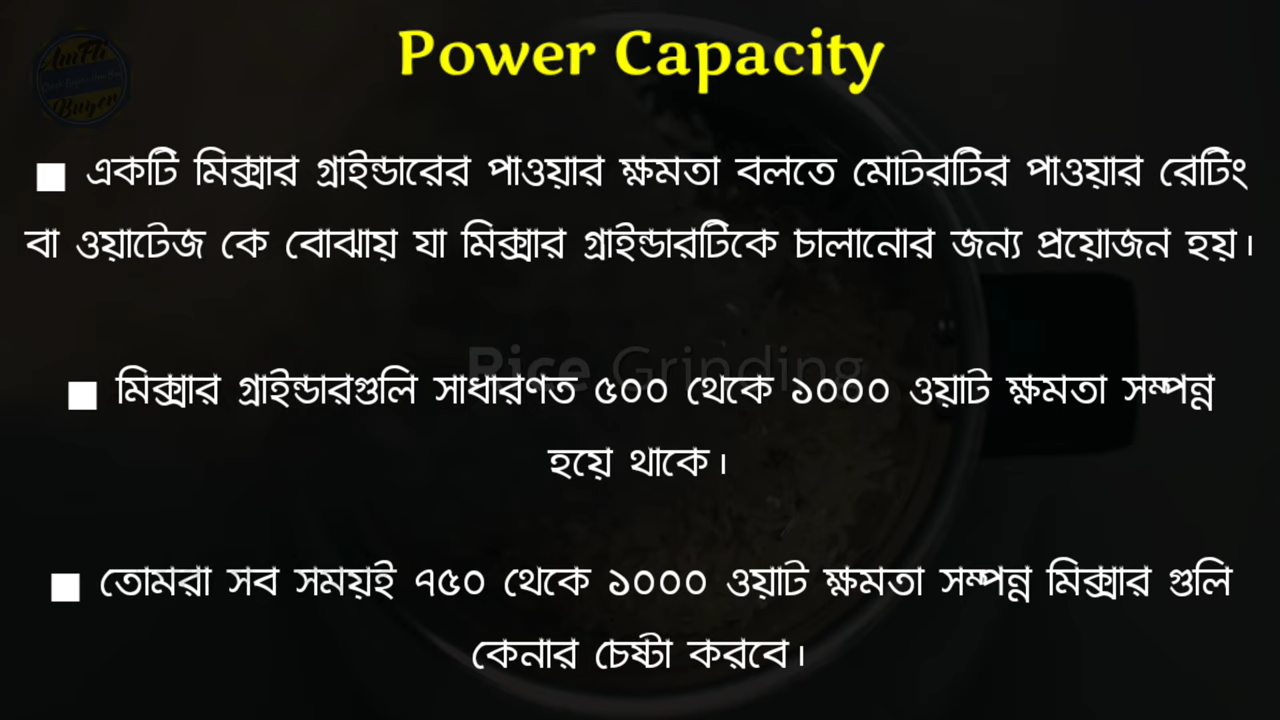 AmFli
Buyen
Power Capacity
■ একটি মিক্সার গ্রাইন্ডারের পাওয়ার ক্ষমতা বলতে মোটরটির পাওয়ার রেটিং
বা ওয়াটেজ কে বোঝায় যা মিক্সার গ্রাইন্ডারটিকে চালানোর জন্য প্রয়োজন হয়।
Rice Grinding
■ মিক্সার গ্রাইন্ডারগুলি সাধারণত ৫০০ থেকে ১০০০ ওয়াট ক্ষমতা সম্পন্ন
হয়ে থাকে।
■ তোমরা সব সময়ই ৭৫০ থেকে ১০০০ ওয়াট ক্ষমতা সম্পন্ন মিক্সার গুলি
কেনার চেষ্টা করবে।